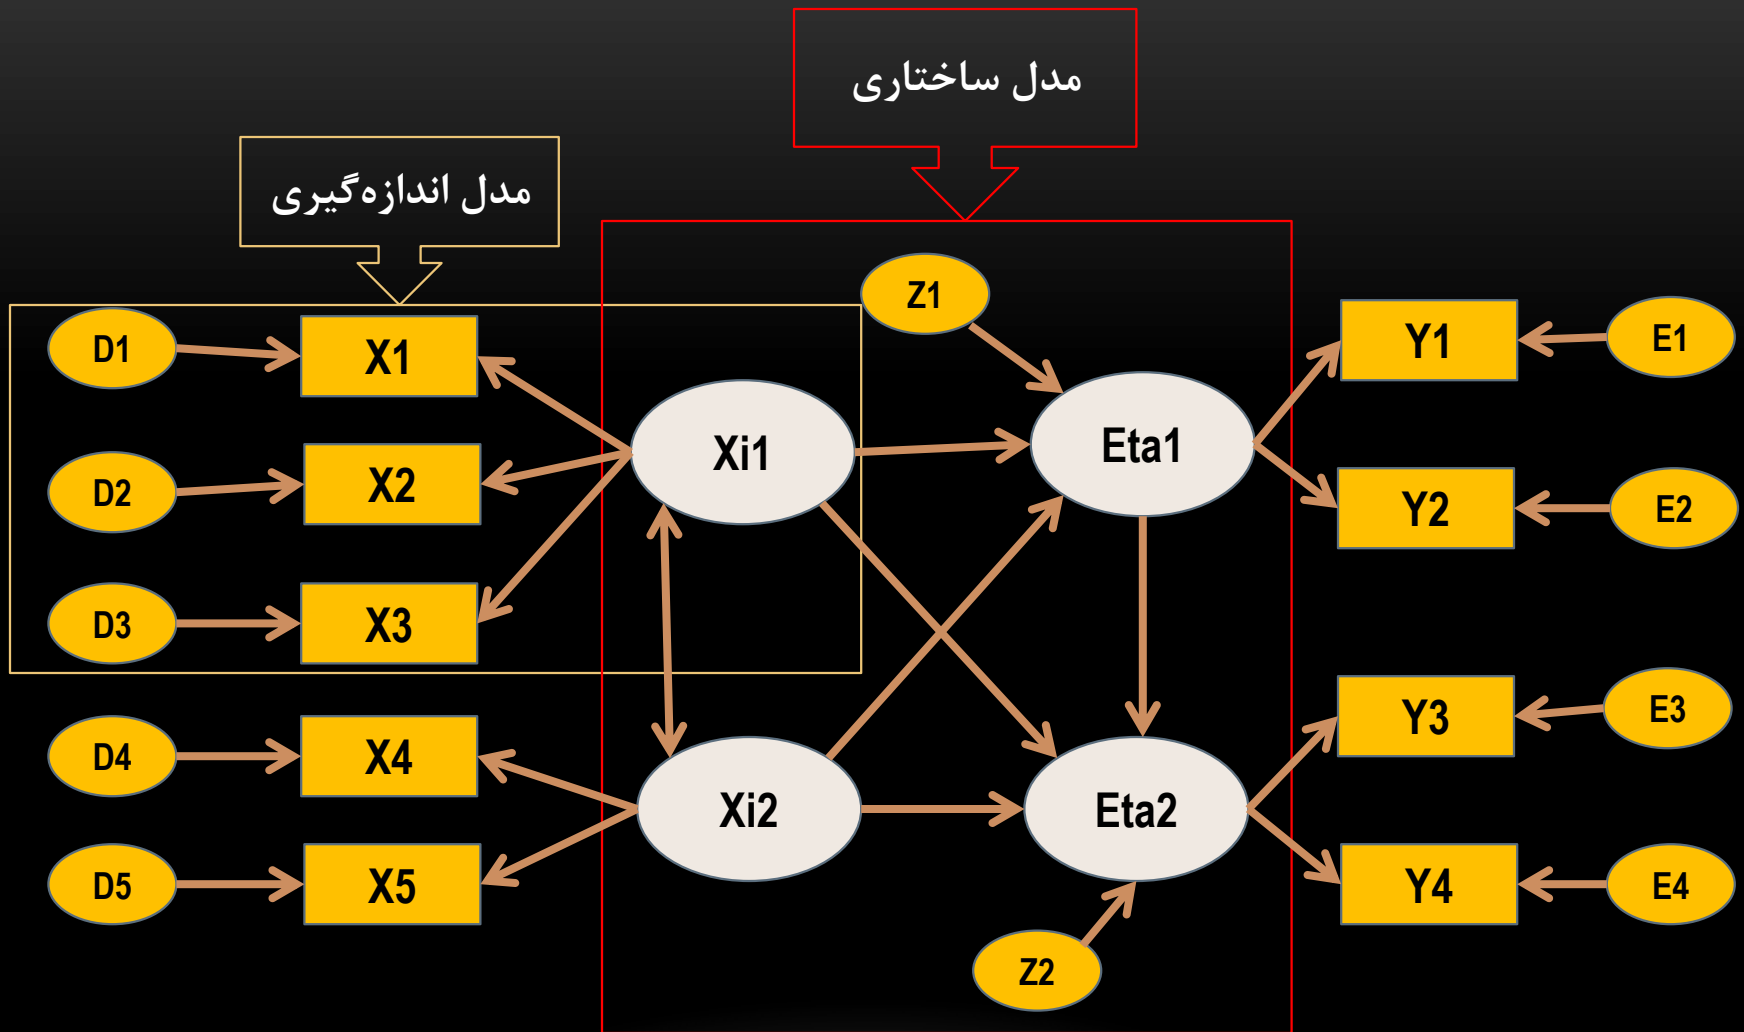 مدل ساختاری
مدل اندازه‌گیری
Z1
D1
X1
Y1
E1
Xi1
Eta1
D2
X2
Y2
E2
D3
X3
Y3
E3
D4
X4
Xi2
Eta2
D5
X5
Y4
E4
Z2